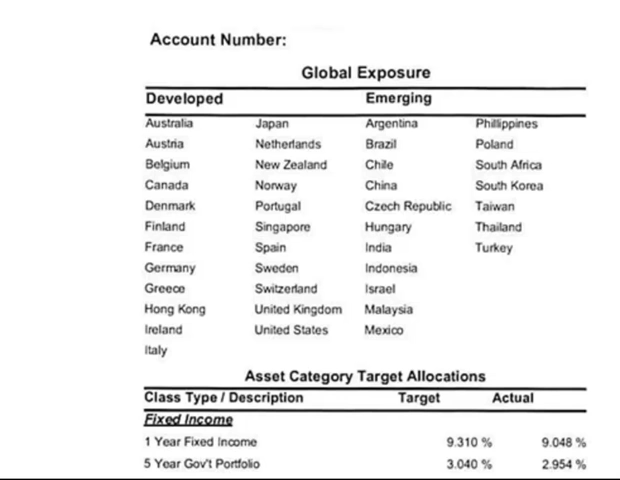 Account Number:
Global Exposure
Developed Emerging
Australia Japan Argentina Phillippines
Austria Netherlands Brazil Poland
Belgium New Zealand Chile South Africa
Canada Norway China South Korea
Denmark Portugal Czech Republic Taiwan
Finland Singapore Hungary Thailand
France Spain India Turkey
Germany Sweden Indonesia
Greece Switzerland Israel
Hong Kong United Kingdom Malaysia
Ireland United States Mexico
Italy
Asset Category Target Allocations
Class Type / Description Target Actual
Fixed Income
1 Year Fixed Income 9.310 % 9.048 %
5 Year Gov't Portfolio 3.040 % 2.954 %